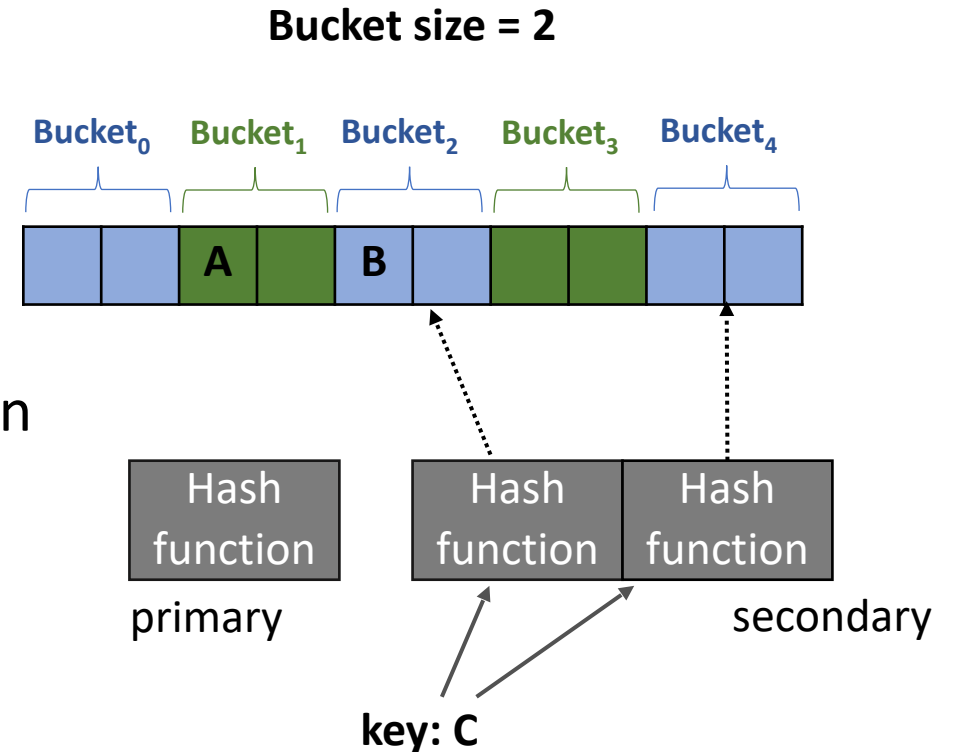 Bucket size = 2
Bucket₀ Bucket₁ Bucket₂ Bucket₃ Bucket₄
A B
n
Hash function
primary
Hash function
Hash function
secondary
key: C